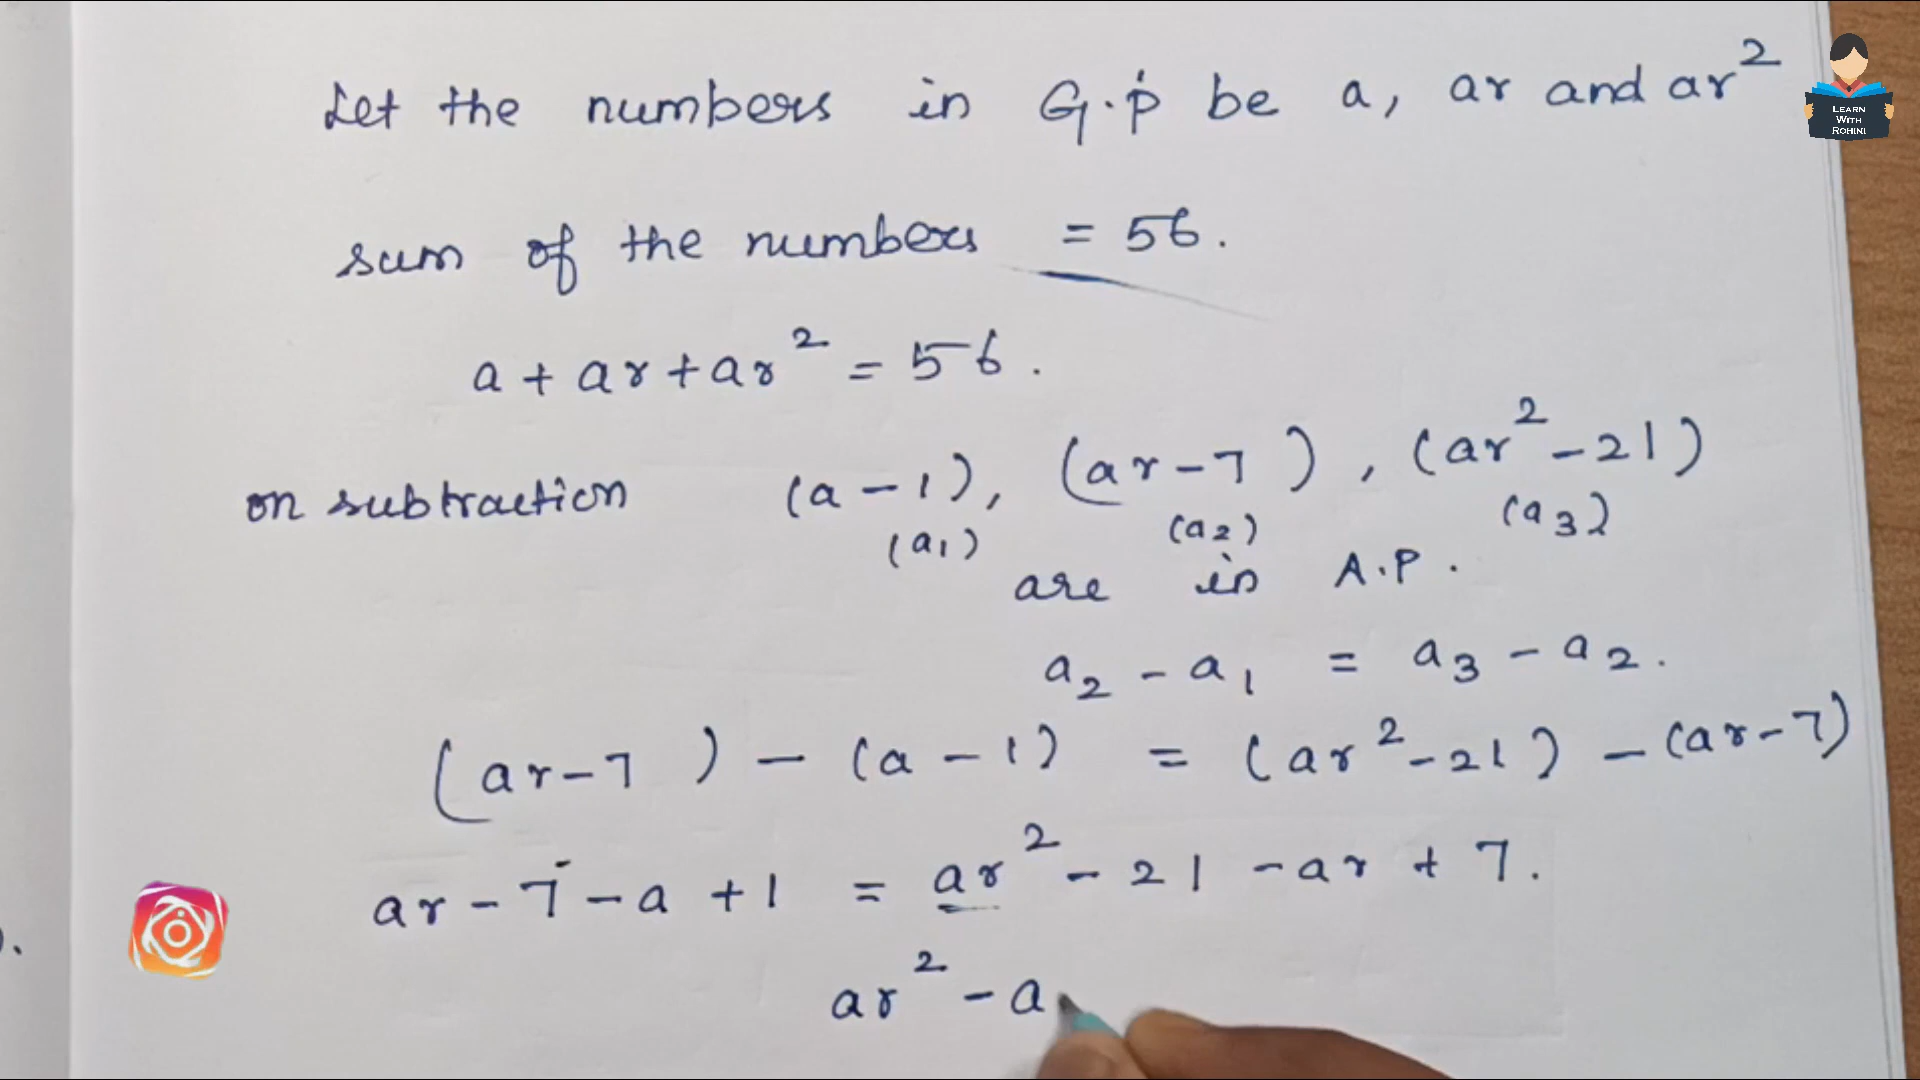 Let the numbers in G.P be a, ar and ar²
LEARN
WITH
ROHINI
sum of the numbers = 56.
a + ar + ar² = 56.
on subtraction (a - 1), (ar - 7), (ar² - 21)
(a₁) (a₂) (a₃)
are in A.P.
a₂ - a₁ = a₃ - a₂.
(ar - 7) - (a - 1) = (ar² - 21) - (ar - 7)
ar - 7 - a + 1 = ar² - 21 - ar + 7.
ar² - a